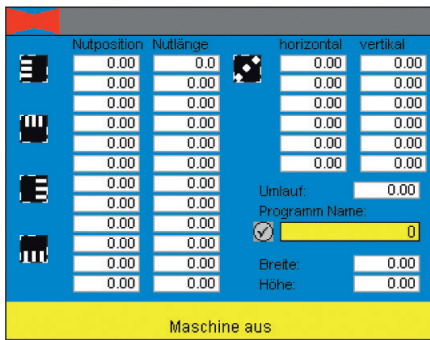 Nutposition Nutlänge horizontal vertikal
0.00 0.0 0.00 0.00
0.00 0.00 0.00 0.00
0.00 0.00 0.00 0.00
0.00 0.00 0.00 0.00
0.00 0.00 0.00 0.00
0.00 0.00 0.00 0.00
0.00 0.00 Umlauf: 0.00
0.00 0.00 Programm Name:
0.00 0.00 0
0.00 0.00
0.00 0.00 Breite: 0.00
0.00 0.00 Höhe: 0.00
Maschine aus